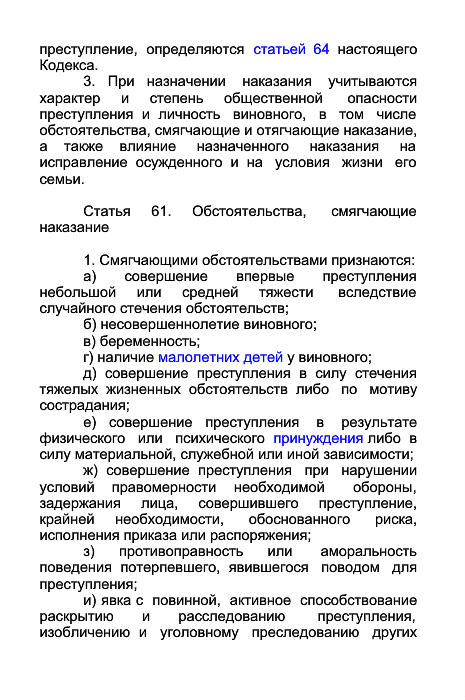 преступление, определяются статьей 64 настоящего
Кодекса.
3. При назначении наказания учитываются
характер и степень общественной опасности
преступления и личность виновного, в том числе
обстоятельства, смягчающие и отягчающие наказание,
а также влияние назначенного наказания на
исправление осужденного и на условия жизни его
семьи.
Статья 61. Обстоятельства, смягчающие
наказание
1. Смягчающими обстоятельствами признаются:
а) совершение впервые преступления
небольшой или средней тяжести вследствие
случайного стечения обстоятельств;
б) несовершеннолетие виновного;
в) беременность;
г) наличие малолетних детей у виновного;
д) совершение преступления в силу стечения
тяжелых жизненных обстоятельств либо по мотиву
сострадания;
е) совершение преступления в результате
физического или психического принуждения либо в
силу материальной, служебной или иной зависимости;
ж) совершение преступления при нарушении
условий правомерности необходимой обороны,
задержания лица, совершившего преступление,
крайней необходимости, обоснованного риска,
исполнения приказа или распоряжения;
з) противоправность или аморальность
поведения потерпевшего, явившегося поводом для
преступления;
и) явка с повинной, активное способствование
раскрытию и расследованию преступления,
изобличению и уголовному преследованию других